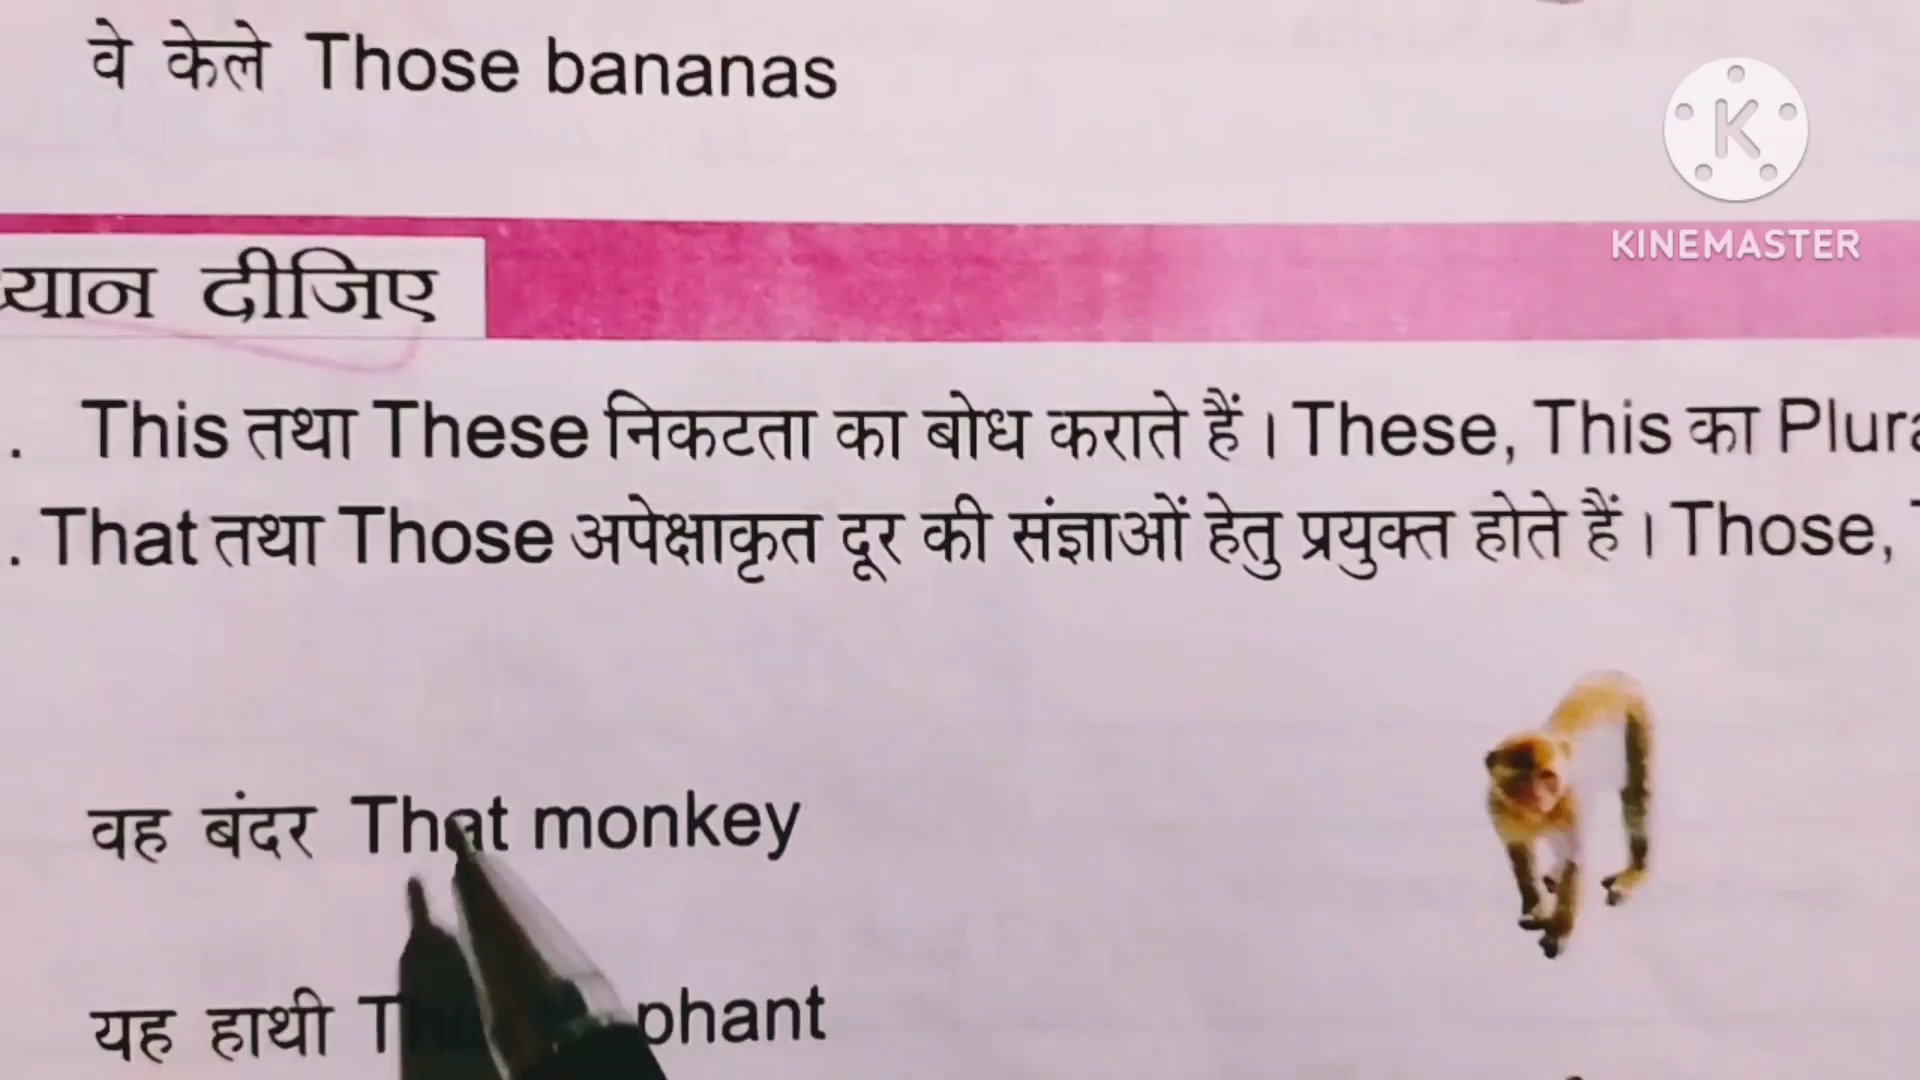 वे केले Those bananas
K
KINEMASTER
दीजिए
. This तथा These निकटता का बोध कराते हैं। These, This का
. That तथा Those अपेक्षाकृत दूर की संज्ञाओं हेतु प्रयुक्त होते हैं। Those,
वह बंदर That monkey
यह हाथी This